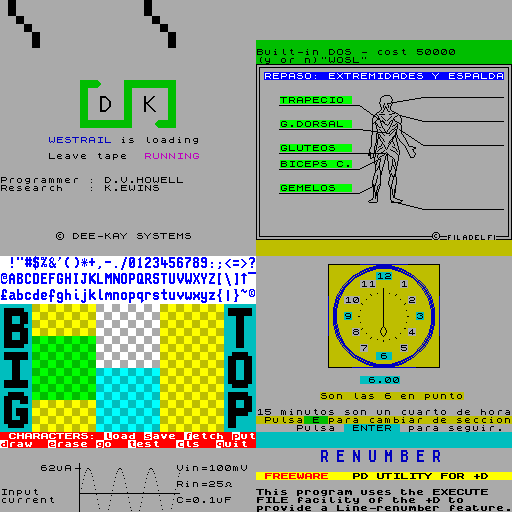 D K
WESTRAIL is loading
Leave tape RUNNING
Programmer : D.V.HOWELL
Research : K.EWINS
© DEE-KAY SYSTEMS
Built-in DOS - cost 50000
(y or n)"WOSL"
REPASO: EXTREMIDADES Y ESPALDA
TRAPECIO
G.DORSAL
GLUTEOS
BICEPS C.
GEMELOS
© FILADELFI
!"#$%&'()*+,-./0123456789:;<=>?
@ABCDEFGHIJKLMNOPQRSTUVWXYZ[\]↑_
£abcdefghijklmnopqrstuvwxyz{|}~©
BIG
TOP
CHARACTERS: load save fetch put
draw erase go test cls quit
12
11
1
10
2
9
3
8
4
7
5
6
6.00
Son las 6 en punto
15 minutos son un cuarto de hora
Pulsa E para cambiar de seccion
Pulsa ENTER para seguir.
62uA
Input
current
Vin=100mV
Rin=25Ω
C=0.1uF
RENUMBER
FREEWARE PD UTILITY FOR +D
This program uses the EXECUTE
FILE facility of the +D to
provide a Line-renumber feature.